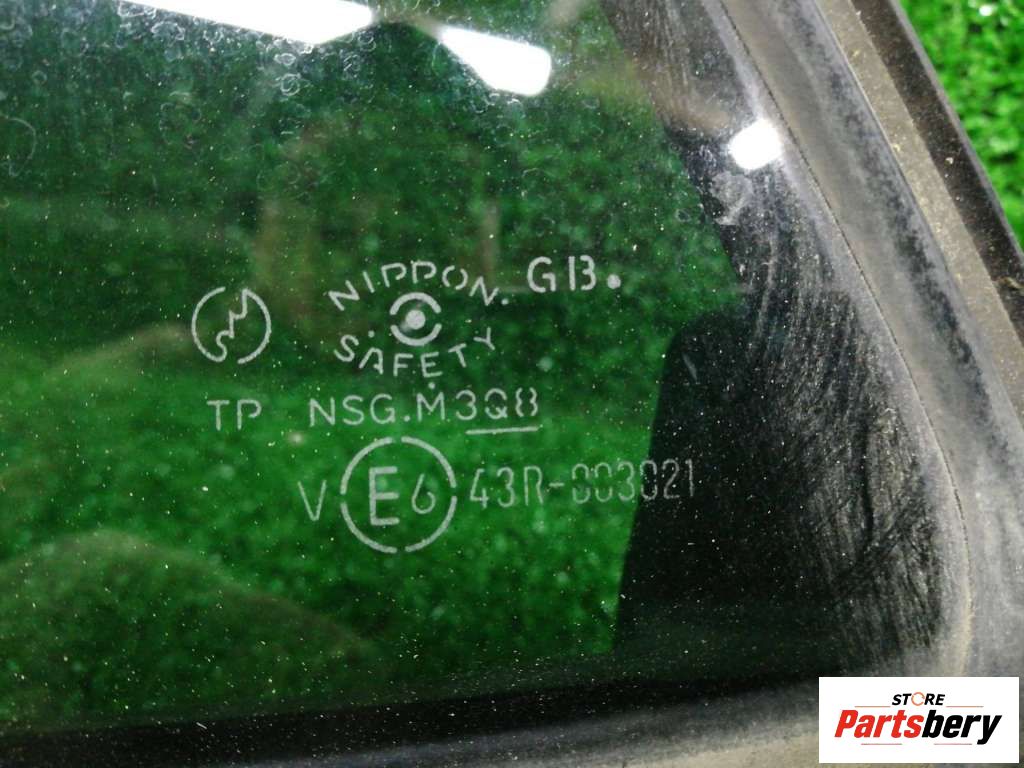 NIPPON. GB.
SAFETY
TP NSG.M3Q8
V E6 43R-003021
STORE
Partsbery